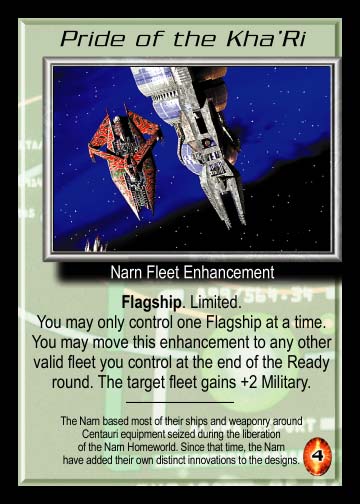 Pride of the Kha'Ri
Narn Fleet Enhancement
Flagship. Limited.
You may only control one Flagship at a time.
You may move this enhancement to any other
valid fleet you control at the end of the Ready
round. The target fleet gains +2 Military.
The Narn based most of their ships and weaponry around
Centauri equipment seized during the liberation
of the Narn Homeworld. Since that time, the Narn
have added their own distinct innovations to the designs.
4